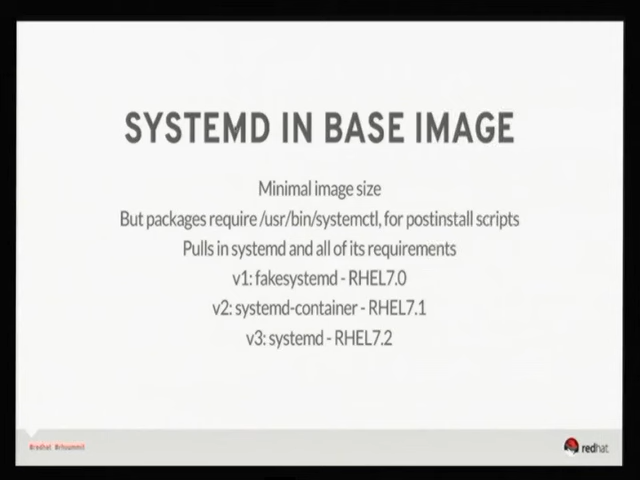 SYSTEMD IN BASE IMAGE
Minimal image size
But packages require /usr/bin/systemctl, for postinstall scripts
Pulls in systemd and all of its requirements
v1: fakesystemd - RHEL7.0
v2: systemd-container - RHEL7.1
v3: systemd - RHEL7.2
#redhat #rhsummit
redhat